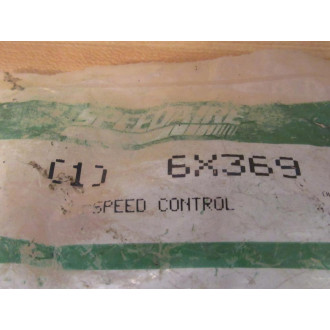 SPEEDAIRE
(1) 6X369
SPEED CONTROL